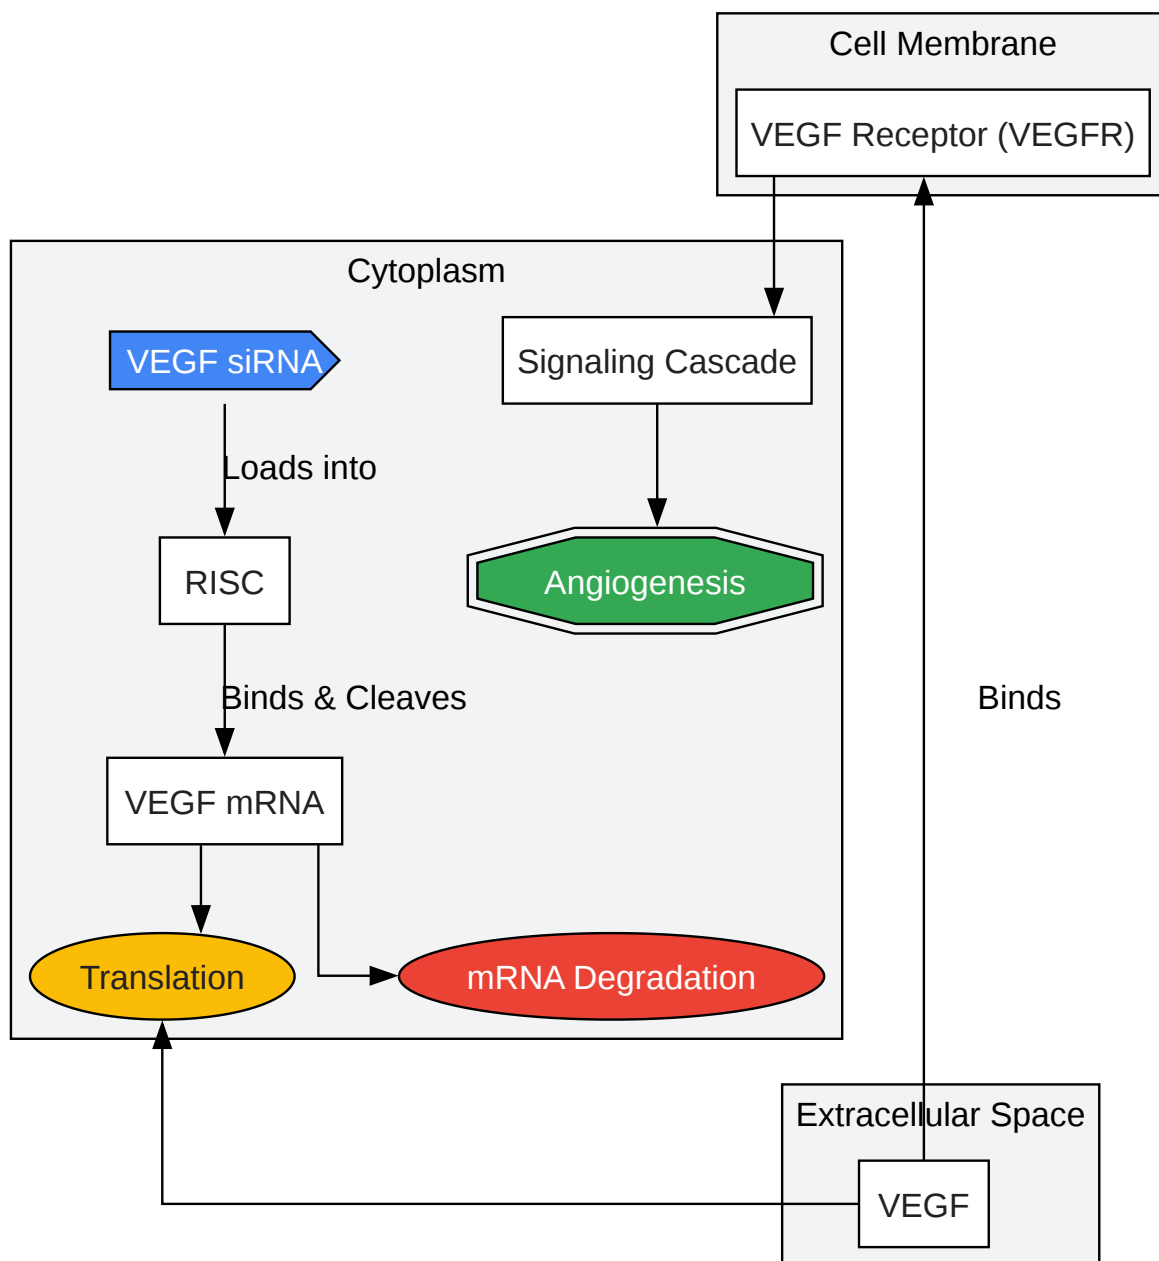 Cell Membrane
VEGF Receptor (VEGFR)
Cytoplasm
VEGF siRNA
Signaling Cascade
Loads into
RISC
Angiogenesis
Binds & Cleaves
Binds
VEGF mRNA
Translation
mRNA Degradation
Extracellular Space
VEGF